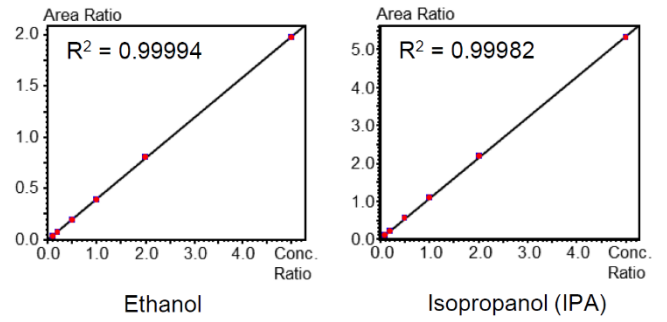 Area Ratio
R² = 0.99994
2.0
1.5
1.0
0.5
0.0
0.0 1.0 2.0 3.0 4.0 Conc.
Ratio
Ethanol
Area Ratio
R² = 0.99982
5.0
4.0
3.0
2.0
1.0
0.0
0.0 1.0 2.0 3.0 4.0 Conc.
Ratio
Isopropanol (IPA)